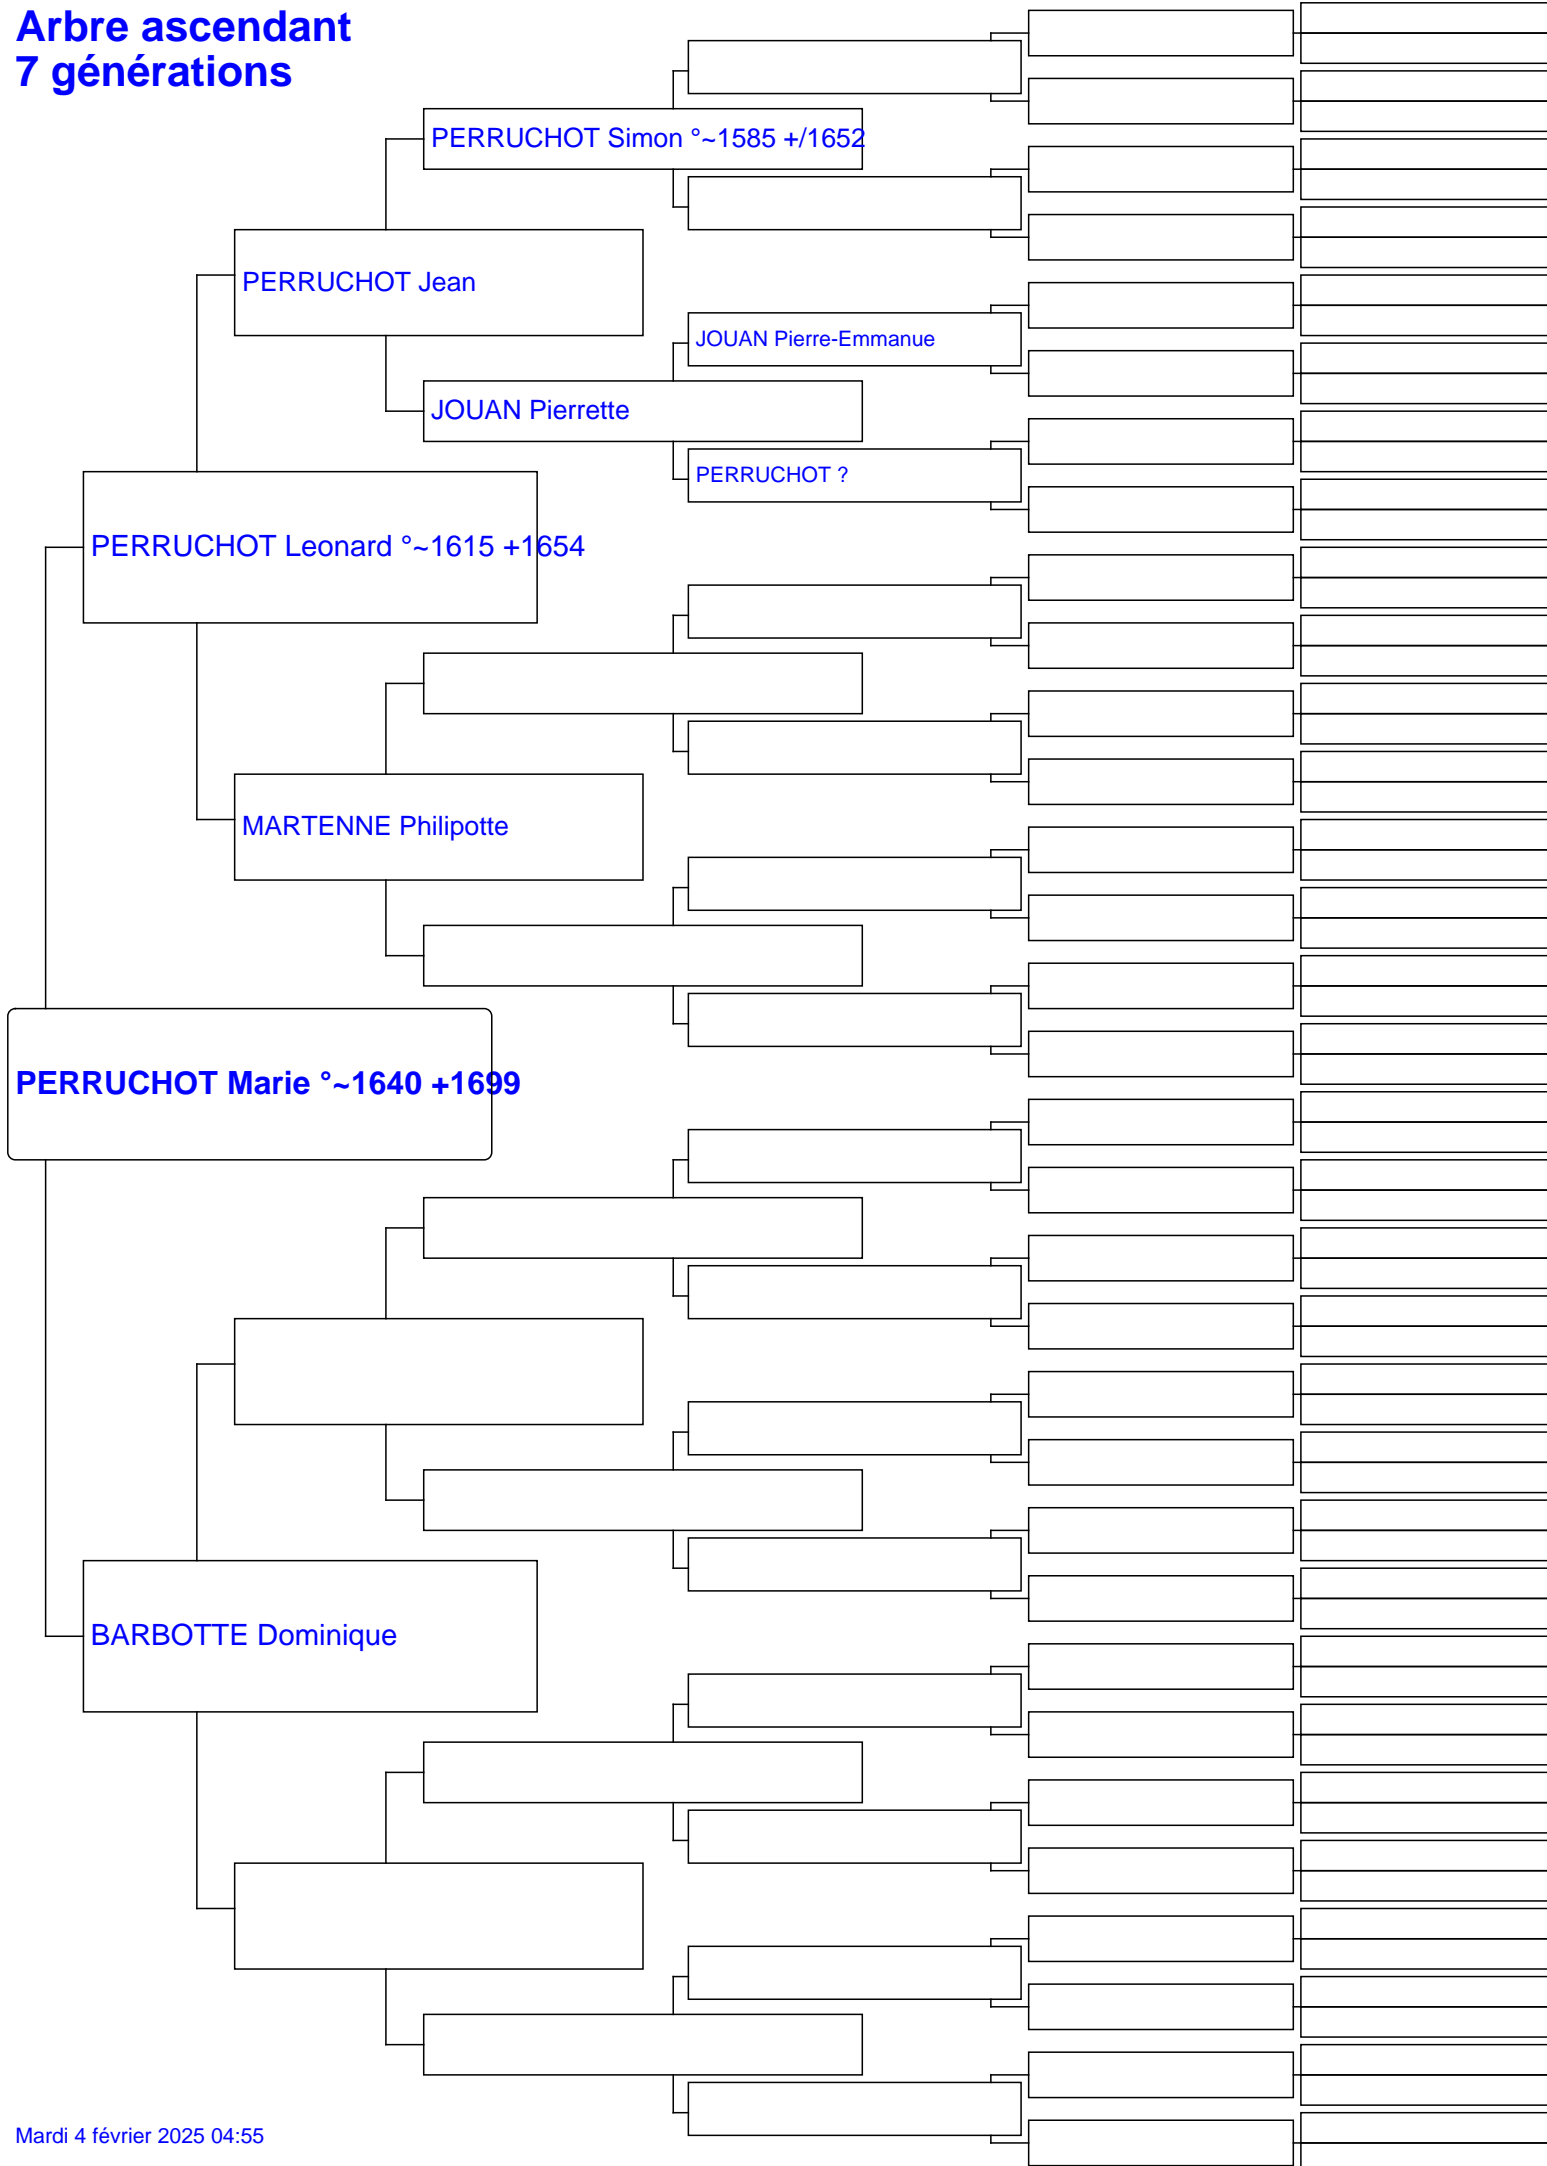 Arbre ascendant
7 générations
PERRUCHOT Simon °~1585 +/1652
PERRUCHOT Jean
JOUAN Pierre-Emmanue
JOUAN Pierrette
PERRUCHOT ?
PERRUCHOT Leonard °~1615 +1654
MARTENNE Philipotte
PERRUCHOT Marie °~1640 +1699
BARBOTTE Dominique
Mardi 4 février 2025 04:55